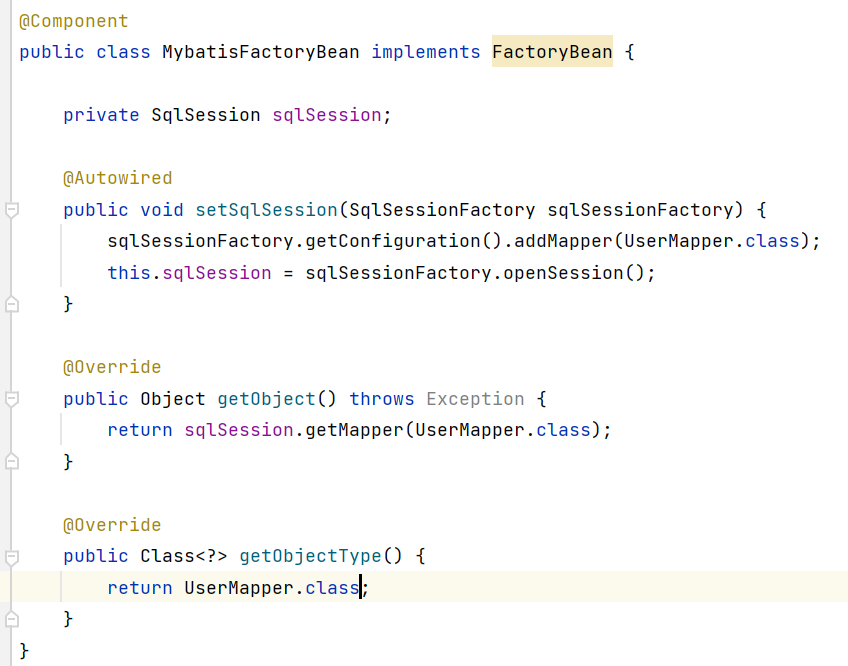 @Component
public class MybatisFactoryBean implements FactoryBean {
private SqlSession sqlSession;
@Autowired
public void setSqlSession(SqlSessionFactory sqlSessionFactory) {
sqlSessionFactory.getConfiguration().addMapper(UserMapper.class);
this.sqlSession = sqlSessionFactory.openSession();
}
@Override
public Object getObject() throws Exception {
return sqlSession.getMapper(UserMapper.class);
}
@Override
public Class<?> getObjectType() {
return UserMapper.class;
}
}